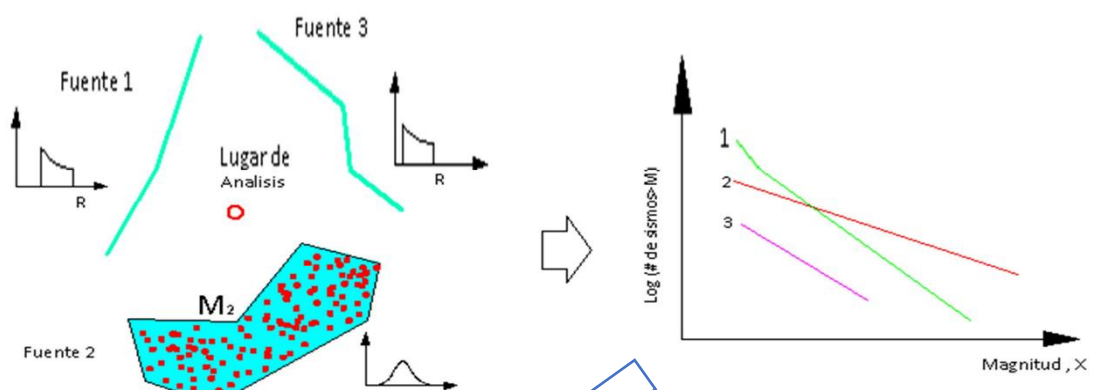 Fuente 3
Fuente 1
R
R
Lugar de
Analisis
M2
Fuente 2
1
2
3
Log (# de sismos>M)
Magnitud , X